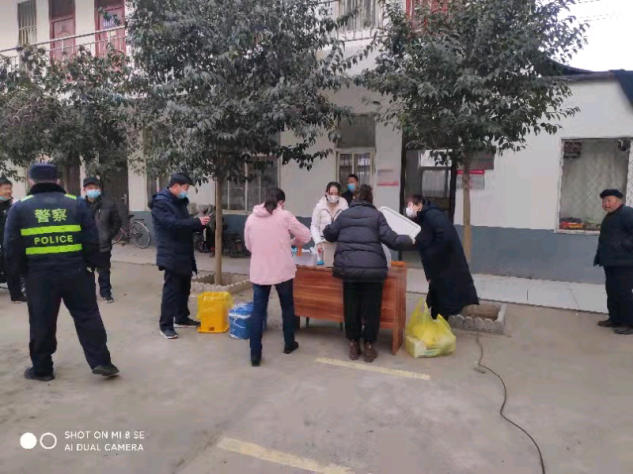 警察
POLICE
SHOT ON MI 8 SE
AI DUAL CAMERA